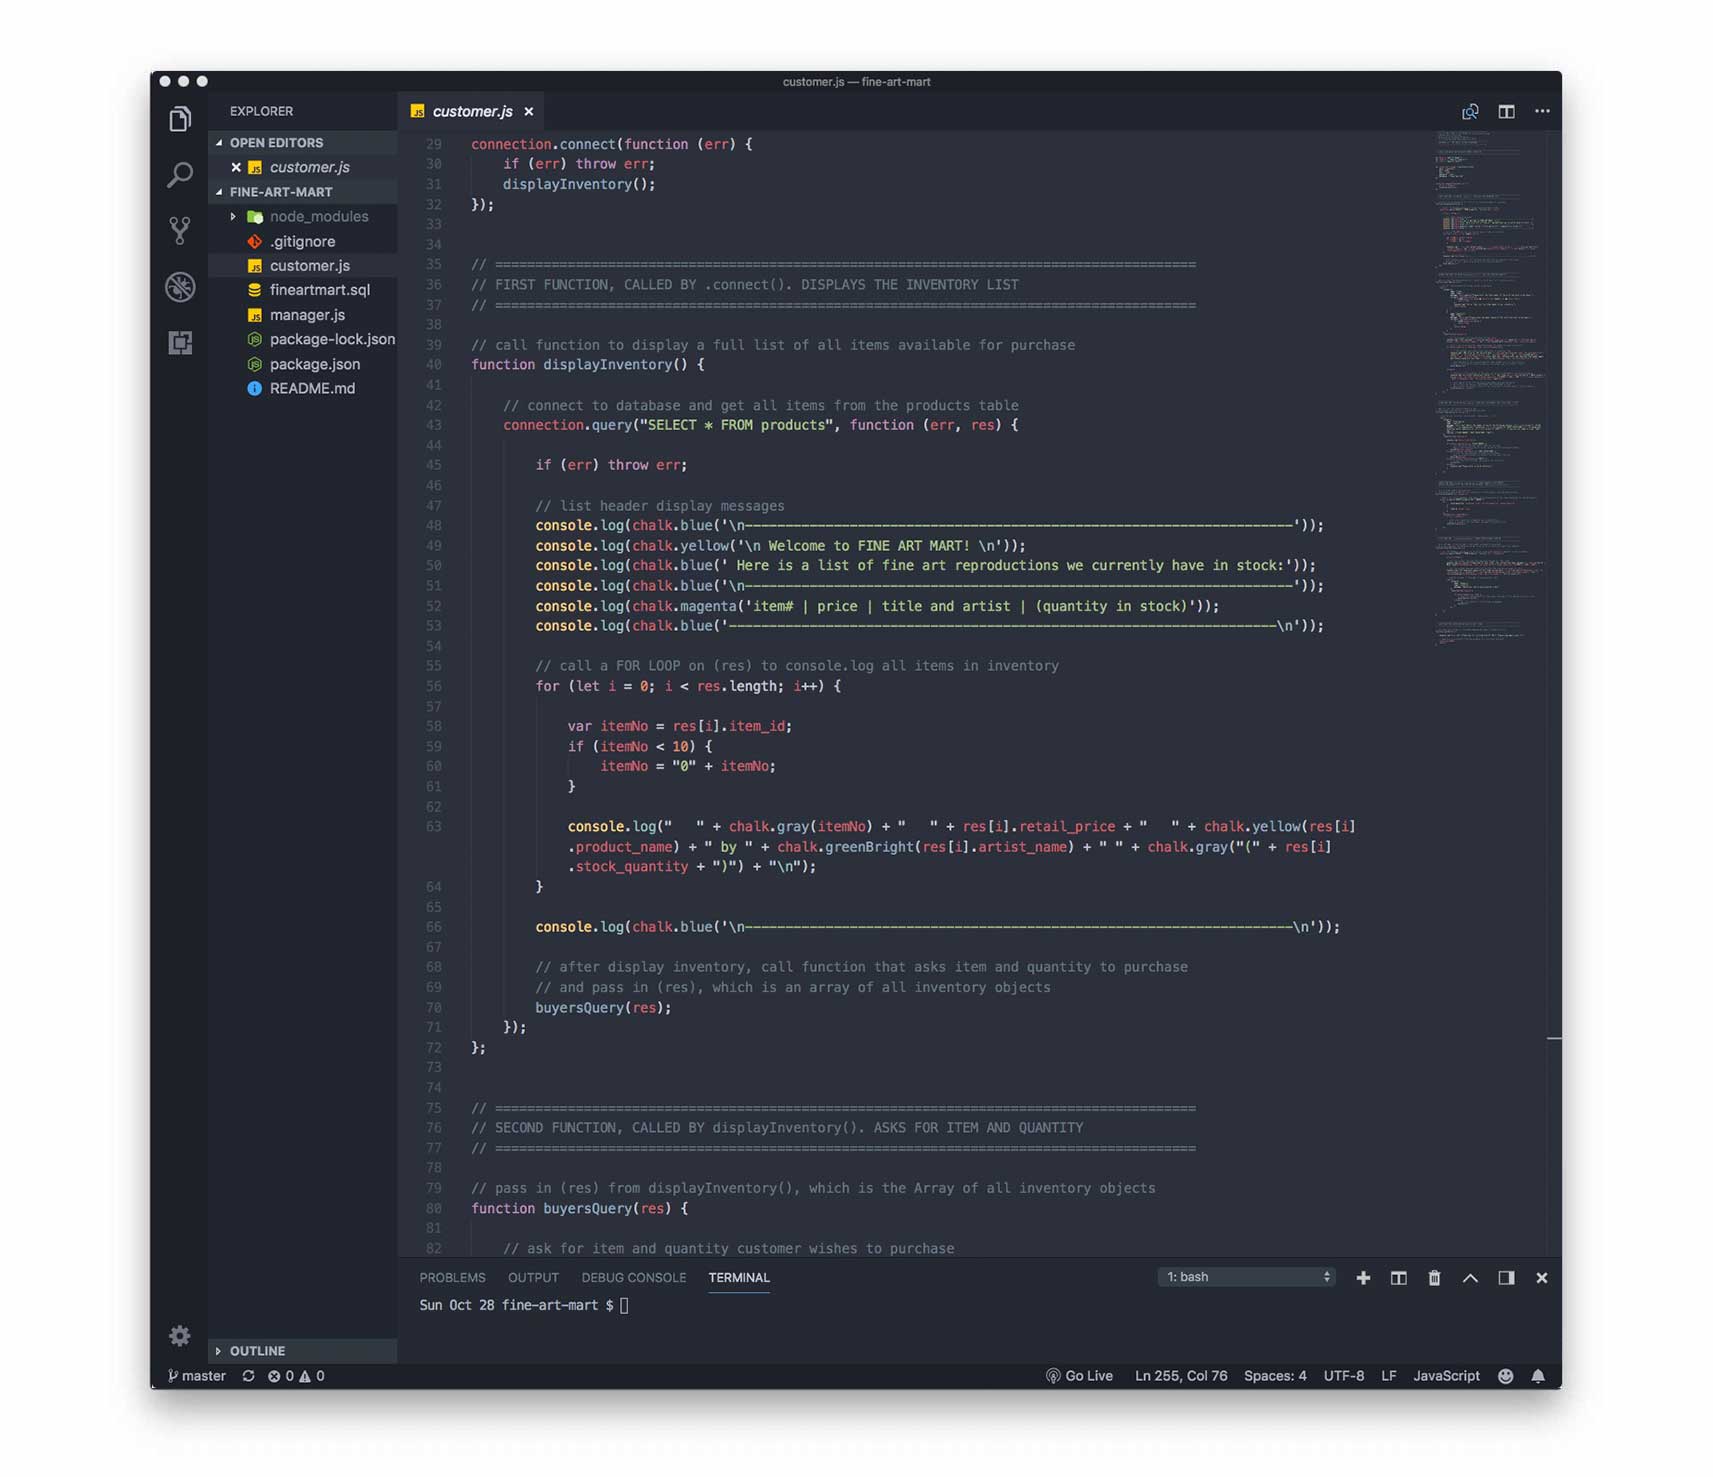 customer.js — fine-art-mart
EXPLORER
OPEN EDITORS
customer.js
FINE-ART-MART
node_modules
.gitignore
customer.js
fineartmart.sql
manager.js
package-lock.json
package.json
README.md
OUTLINE
customer.js
29 connection.connect(function (err) {
30     if (err) throw err;
31     displayInventory();
32 });
33
34
35 // =======================================================================================
36 // FIRST FUNCTION, CALLED BY .connect(). DISPLAYS THE INVENTORY LIST
37 // =======================================================================================
38
39 // call function to display a full list of all items available for purchase
40 function displayInventory() {
41
42     // connect to database and get all items from the products table
43     connection.query("SELECT * FROM products", function (err, res) {
44
45         if (err) throw err;
46
47         // list header display messages
48         console.log(chalk.blue('\n--------------------------------------------------------------------'));
49         console.log(chalk.yellow('\n Welcome to FINE ART MART! \n'));
50         console.log(chalk.blue(' Here is a list of fine art reproductions we currently have in stock:'));
51         console.log(chalk.blue('\n--------------------------------------------------------------------'));
52         console.log(chalk.magenta('item# | price | title and artist | (quantity in stock)'));
53         console.log(chalk.blue('--------------------------------------------------------------------\n'));
54
55         // call a FOR LOOP on (res) to console.log all items in inventory
56         for (let i = 0; i < res.length; i++) {
57
58             var itemNo = res[i].item_id;
59             if (itemNo < 10) {
60                 itemNo = "0" + itemNo;
61             }
62
63             console.log("   " + chalk.gray(itemNo) + "   " + res[i].retail_price + "   " + chalk.yellow(res[i]
            .product_name) + " by " + chalk.greenBright(res[i].artist_name) + " " + chalk.gray("(" + res[i]
            .stock_quantity + ")") + "\n");
64         }
65
66         console.log(chalk.blue('\n--------------------------------------------------------------------\n'));
67
68         // after display inventory, call function that asks item and quantity to purchase
69         // and pass in (res), which is an array of all inventory objects
70         buyersQuery(res);
71     });
72 };
73
74
75 // =======================================================================================
76 // SECOND FUNCTION, CALLED BY displayInventory(). ASKS FOR ITEM AND QUANTITY
77 // =======================================================================================
78
79 // pass in (res) from displayInventory(), which is the Array of all inventory objects
80 function buyersQuery(res) {
81
82     // ask for item and quantity customer wishes to purchase
PROBLEMS OUTPUT DEBUG CONSOLE TERMINAL 1: bash
Sun Oct 28 fine-art-mart $
master 0 0 Go Live Ln 255, Col 76 Spaces: 4 UTF-8 LF JavaScript